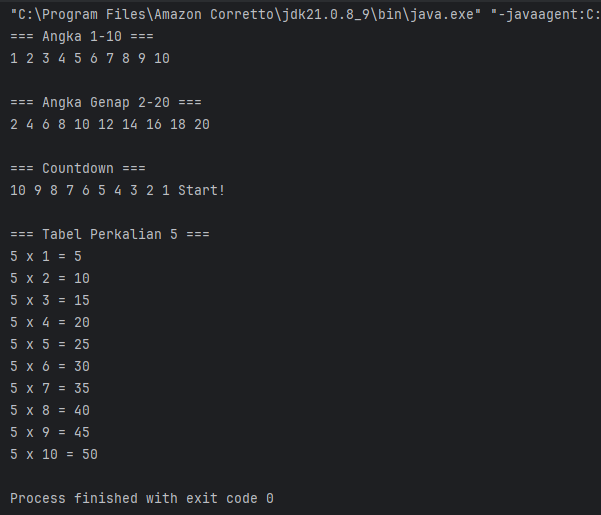 "C:\Program Files\Amazon Corretto\jdk21.0.8_9\bin\java.exe" "-javaagent:C:
=== Angka 1-10 ===
1 2 3 4 5 6 7 8 9 10
=== Angka Genap 2-20 ===
2 4 6 8 10 12 14 16 18 20
=== Countdown ===
10 9 8 7 6 5 4 3 2 1 Start!
=== Tabel Perkalian 5 ===
5 x 1 = 5
5 x 2 = 10
5 x 3 = 15
5 x 4 = 20
5 x 5 = 25
5 x 6 = 30
5 x 7 = 35
5 x 8 = 40
5 x 9 = 45
5 x 10 = 50
Process finished with exit code 0